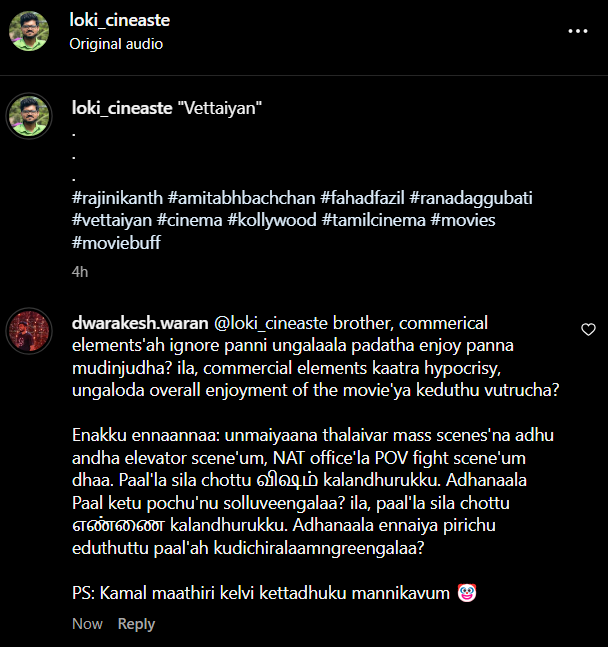 loki_cineaste
Original audio
loki_cineaste "Vettaiyan"
.
.
.
#rajinikanth #amitabhbachchan #fahadfazil #ranadaggubati
#vettaiyan #cinema #kollywood #tamilcinema #movies
#moviebuff
4h
dwarakesh.waran @loki_cineaste brother, commerical
elements'ah ignore panni ungalaala padatha enjoy panna
mudinjudha? ila, commercial elements kaatra hypocrisy,
ungaloda overall enjoyment of the movie'ya keduthu vutrucha?
Enakku ennaannaa: unmaiyaana thalaivar mass scenes'na adhu
andha elevator scene'um, NAT office'la POV fight scene'um
dhaa. Paal'la sila chottu விஷம் kalandhurukku. Adhanaala
Paal ketu pochu'nu solluveengalaa? ila, paal'la sila chottu
எண்ணை kalandhurukku. Adhanaala ennaiya pirichu
eduthuttu paal'ah kudichiralaamngreengalaa?
PS: Kamal maathiri kelvi kettadhuku mannikavum 🤡
Now Reply